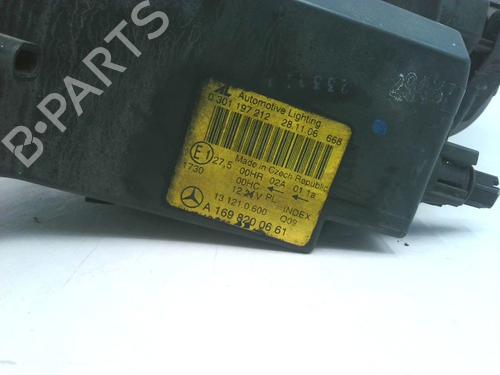 AL Automotive Lighting
0 301 197 212 28.11.06 668
Made in Czech Republic
E1 27,5 00HR 02A 01 1a
1730 00HC
12 V PL
13 121 0 600 INDEX Q09
A 169 820 06 61
B-PARTS